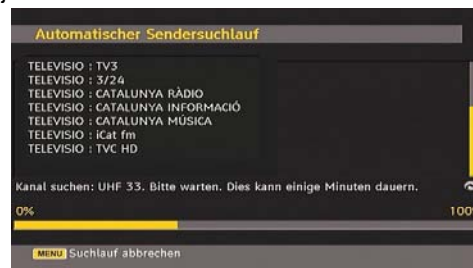 Automatischer Sendersuchlauf
TELEVISIO : TV3
TELEVISIO : 3/24
TELEVISIO : CATALUNYA RÀDIO
TELEVISIO : CATALUNYA INFORMACIÓ
TELEVISIO : CATALUNYA MÚSICA
TELEVISIO : iCat fm
TELEVISIO : TVC HD
Kanal suchen: UHF 33. Bitte warten. Dies kann einige Minuten dauern.
0% 100%
MENU Suchlauf abbrechen